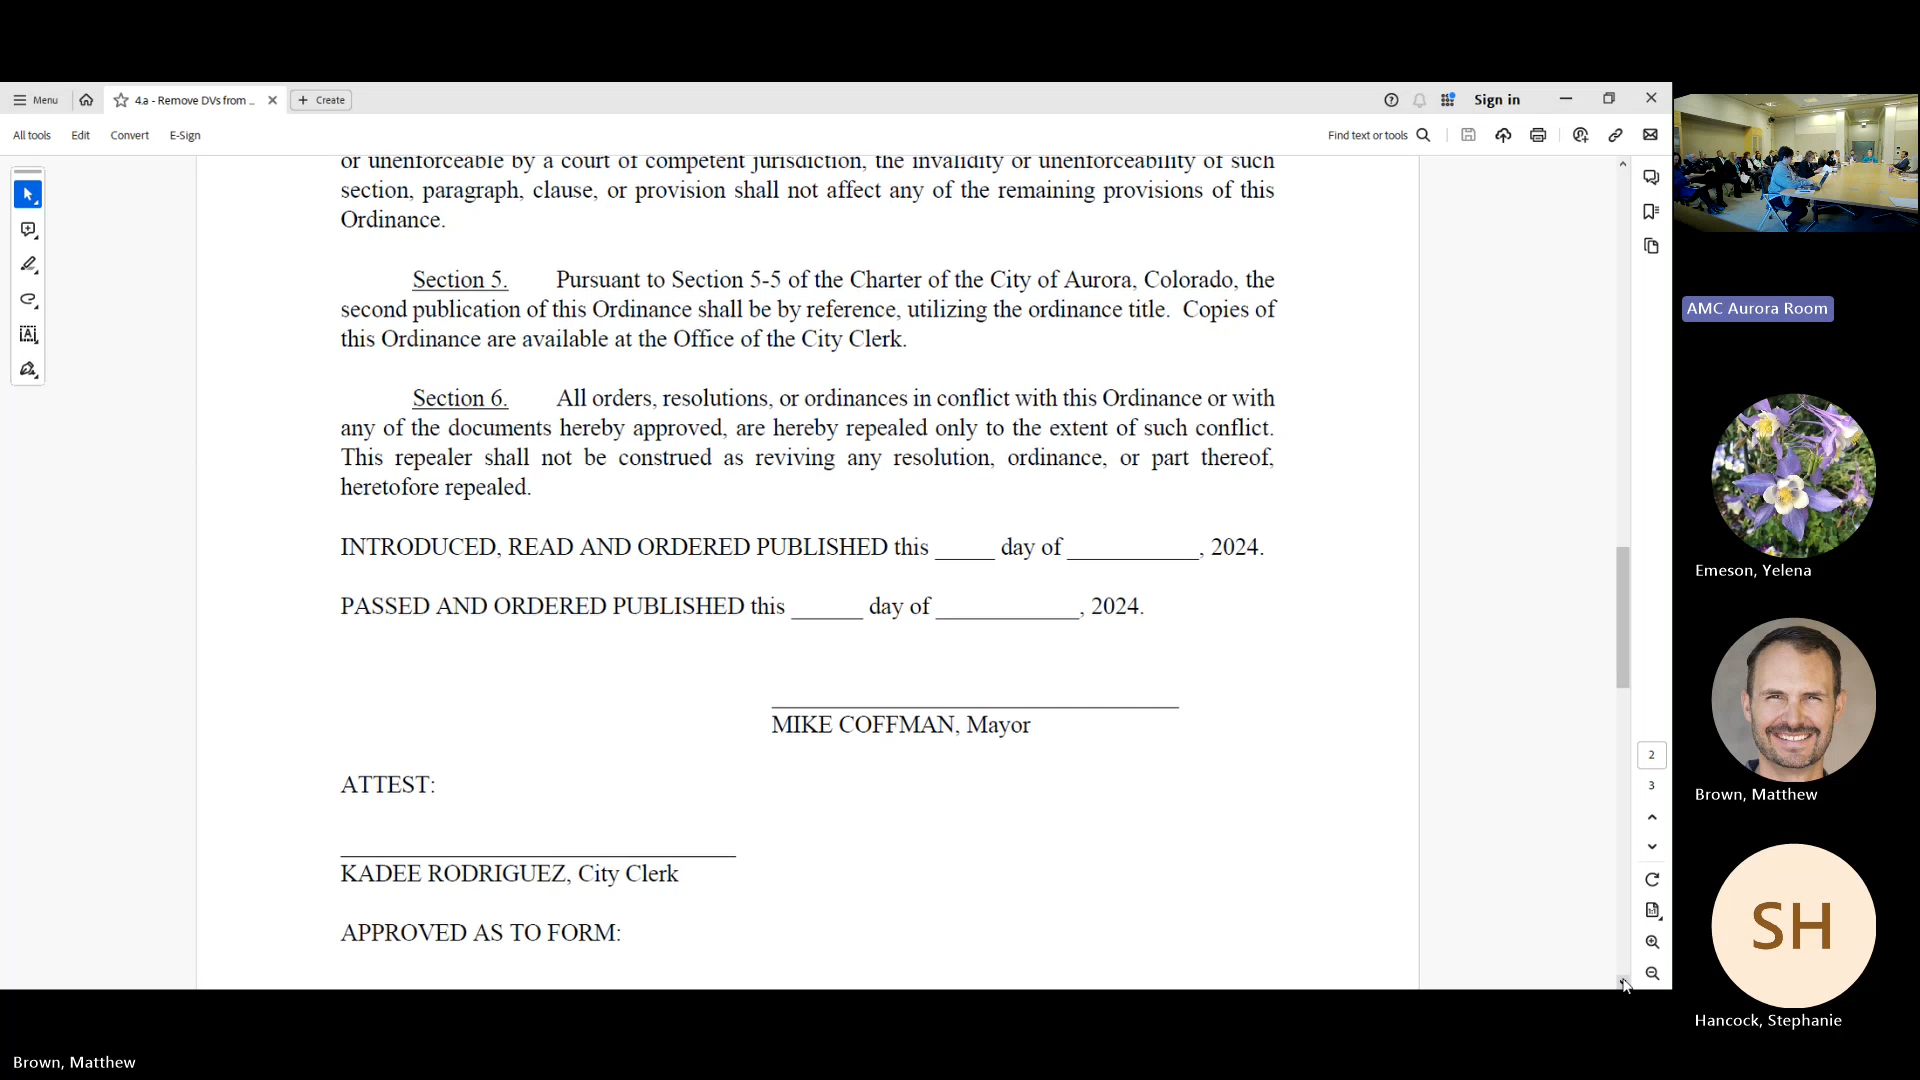 Menu
4.a - Remove DVs from ...
Create
Sign in
All tools
Edit
Convert
E-Sign
Find text or tools
or unenforceable by a court of competent jurisdiction, the invalidity or unenforceability of such
section, paragraph, clause, or provision shall not affect any of the remaining provisions of this
Ordinance.
Section 5. Pursuant to Section 5-5 of the Charter of the City of Aurora, Colorado, the
second publication of this Ordinance shall be by reference, utilizing the ordinance title. Copies of
this Ordinance are available at the Office of the City Clerk.
Section 6. All orders, resolutions, or ordinances in conflict with this Ordinance or with
any of the documents hereby approved, are hereby repealed only to the extent of such conflict.
This repealer shall not be construed as reviving any resolution, ordinance, or part thereof,
heretofore repealed.
INTRODUCED, READ AND ORDERED PUBLISHED this _____ day of ___________, 2024.
PASSED AND ORDERED PUBLISHED this ______ day of ____________, 2024.
MIKE COFFMAN, Mayor
ATTEST:
KADEE RODRIGUEZ, City Clerk
APPROVED AS TO FORM:
2
3
AMC Aurora Room
Emeson, Yelena
Brown, Matthew
SH
Hancock, Stephanie
Brown, Matthew